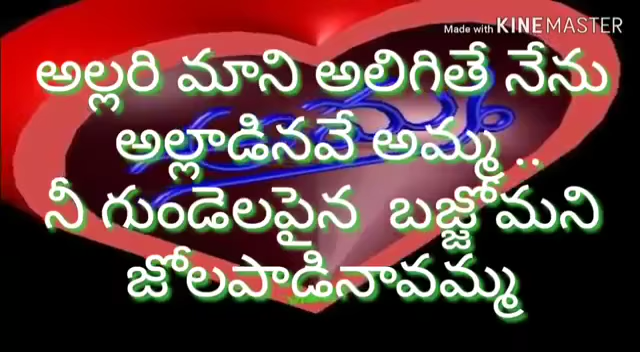 Made with KINEMASTER
అల్లరి మాని అలిగితే నేను
అల్లాడినవే అమ్మ ..
నీ గుండెలపైన బజ్జోమని
జోలపాడినావమ్మ